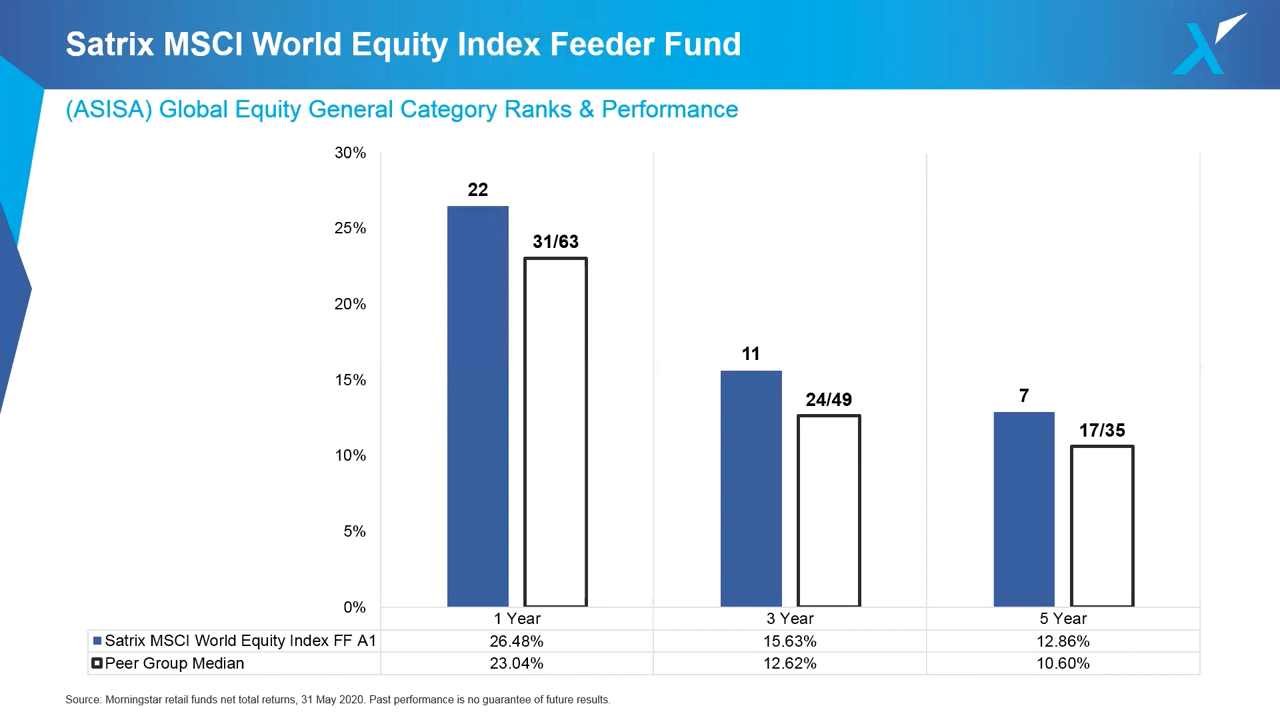 Satrix MSCI World Equity Index Feeder Fund
(ASISA) Global Equity General Category Ranks & Performance
30%
25%
20%
15%
10%
5%
0%
22
31/63
11
24/49
7
17/35
1 Year 3 Year 5 Year
Satrix MSCI World Equity Index FF A1 26.48% 15.63% 12.86%
Peer Group Median 23.04% 12.62% 10.60%
Source: Morningstar retail funds net total returns, 31 May 2020. Past performance is no guarantee of future results.